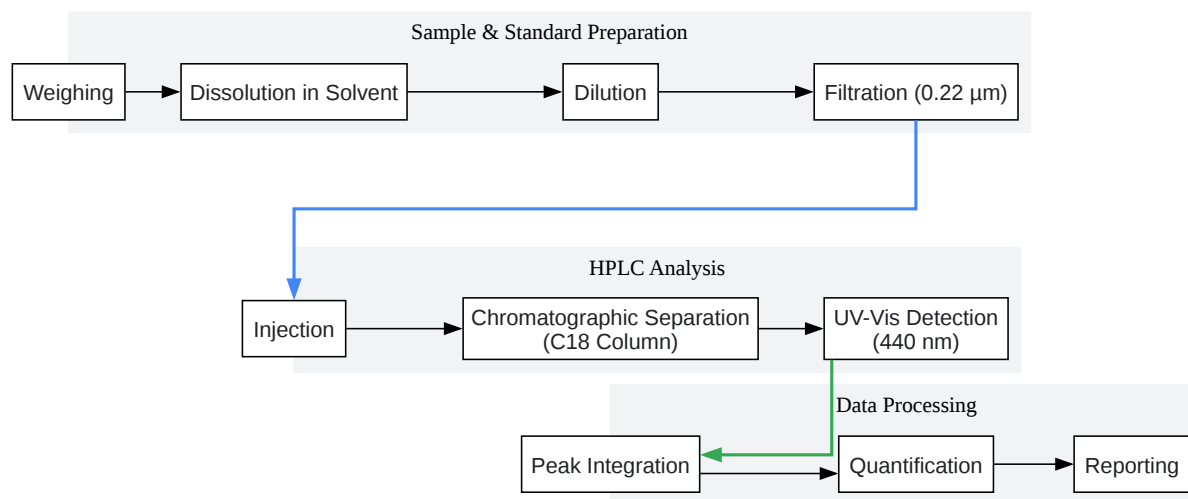 Sample & Standard Preparation
Weighing
Dissolution in Solvent
Dilution
Filtration (0.22 µm)
HPLC Analysis
Injection
Chromatographic Separation
(C18 Column)
UV-Vis Detection
(440 nm)
Data Processing
Peak Integration
Quantification
Reporting